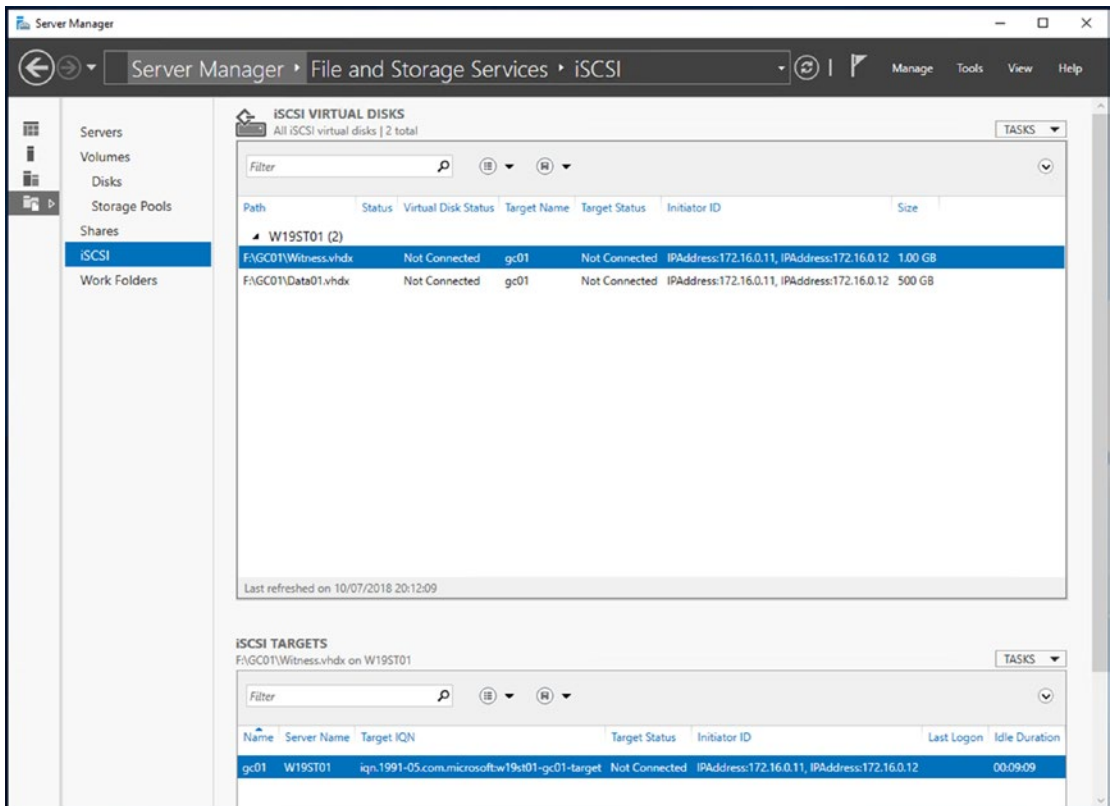 Server Manager
Server Manager File and Storage Services iSCSI
Manage Tools View Help
Servers
Volumes
Disks
Storage Pools
Shares
iSCSI
Work Folders
iSCSI VIRTUAL DISKS
All iSCSI virtual disks | 2 total
TASKS
Filter
Path Status Virtual Disk Status Target Name Target Status Initiator ID Size
W19ST01 (2)
F:\GC01\Witness.vhdx Not Connected gc01 Not Connected IPAddress:172.16.0.11, IPAddress:172.16.0.12 1.00 GB
F:\GC01\Data01.vhdx Not Connected gc01 Not Connected IPAddress:172.16.0.11, IPAddress:172.16.0.12 500 GB
Last refreshed on 10/07/2018 20:12:09
iSCSI TARGETS
F:\GC01\Witness.vhdx on W19ST01
TASKS
Filter
Name Server Name Target IQN Target Status Initiator ID Last Logon Idle Duration
gc01 W19ST01 iqn.1991-05.com.microsoft:w19st01-gc01-target Not Connected IPAddress:172.16.0.11, IPAddress:172.16.0.12 00:09:09